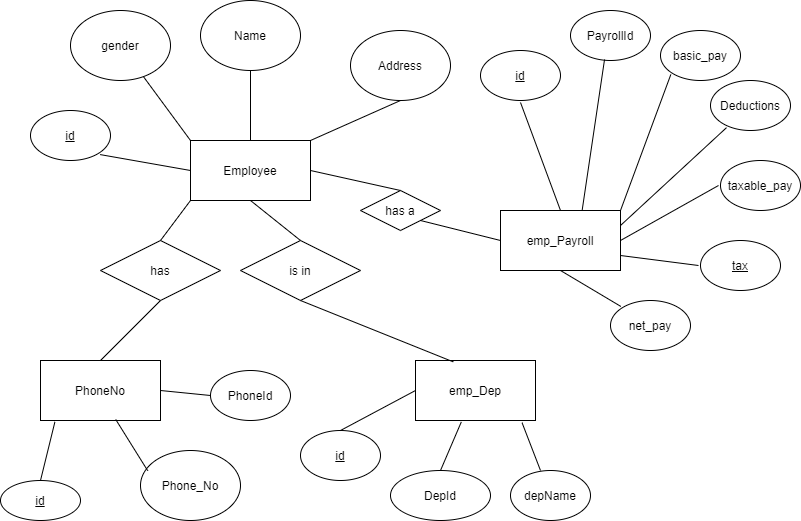 gender
Name
Address
id
Employee
id
PayrollId
basic_pay
Deductions
taxable_pay
tax
net_pay
emp_Payroll
has a
has
is in
PhoneNo
PhoneId
id
Phone_No
emp_Dep
id
DepId
depName